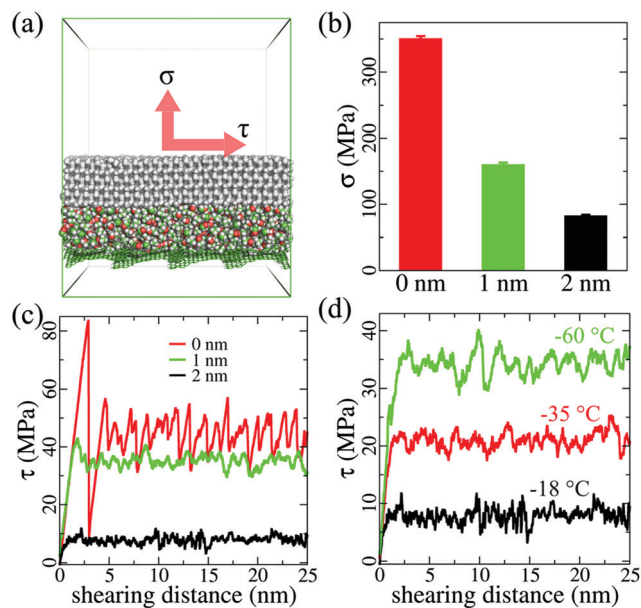 (a)
σ
τ
(b)
σ (MPa)
300
200
100
0
0 nm
1 nm
2 nm
(c)
τ (MPa)
80
60
40
20
0
0 nm
1 nm
2 nm
0
5
10
15
20
25
shearing distance (nm)
(d)
τ (MPa)
40
30
20
10
0
-60 °C
-35 °C
-18 °C
0
5
10
15
20
25
shearing distance (nm)